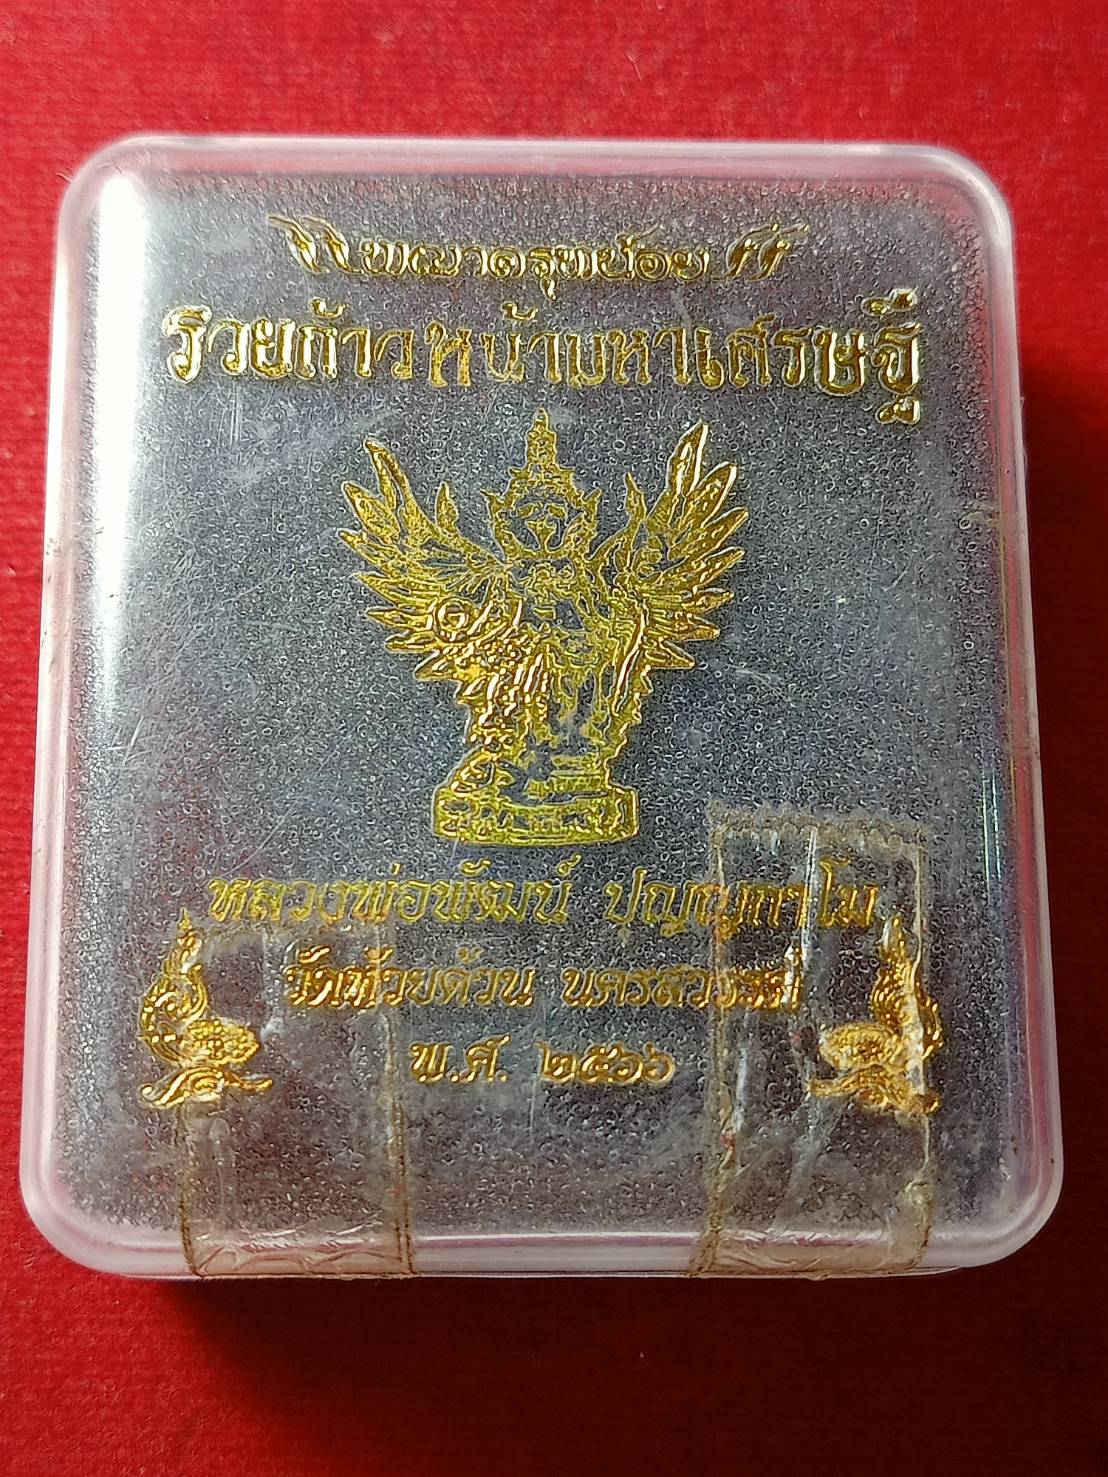 พญาครุฑน้อย
รวยก้าวหน้ามหาเศรษฐี
หลวงพ่อพัฒน์ ปุญญกาโม
วัดห้วยด้วน นครสวรรค์
พ.ศ. ๒๕๖๖